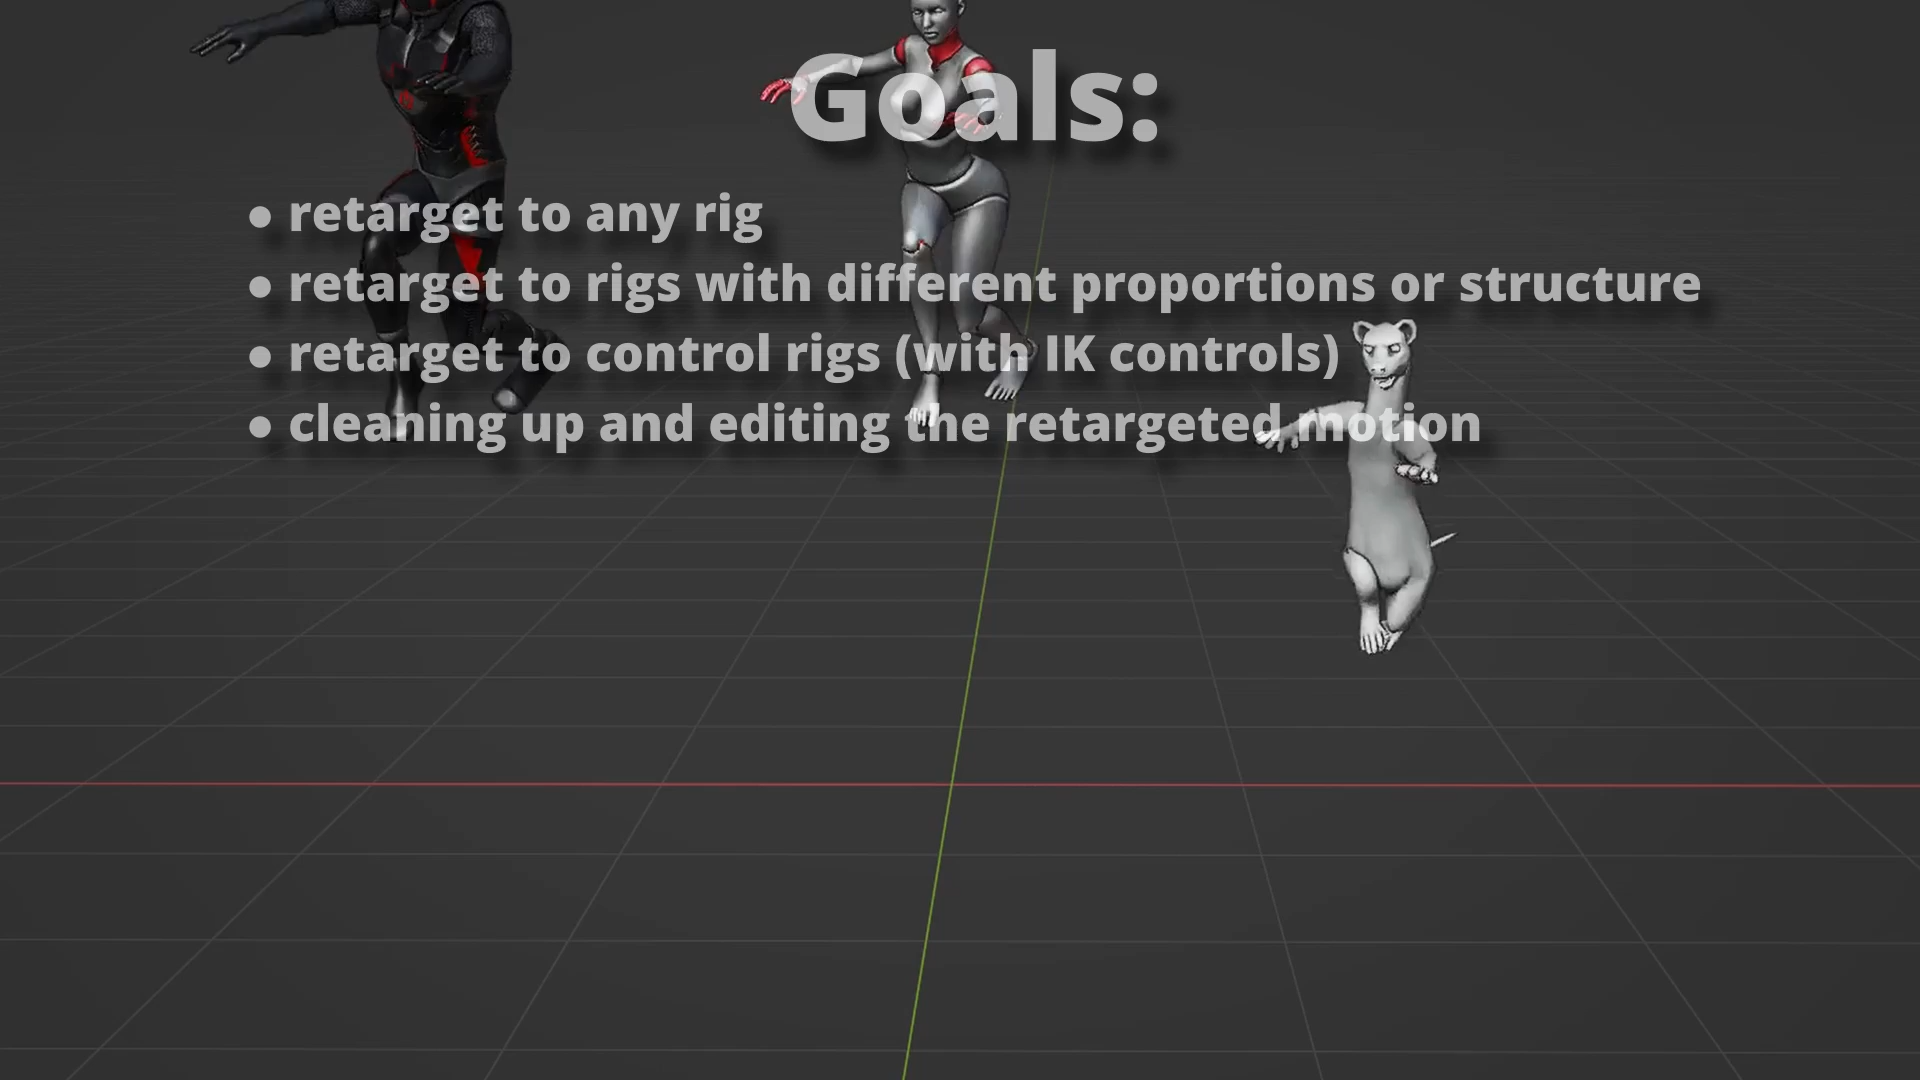 Goals:
• retarget to any rig
• retarget to rigs with different proportions or structure
• retarget to control rigs (with IK controls)
• cleaning up and editing the retargeted motion